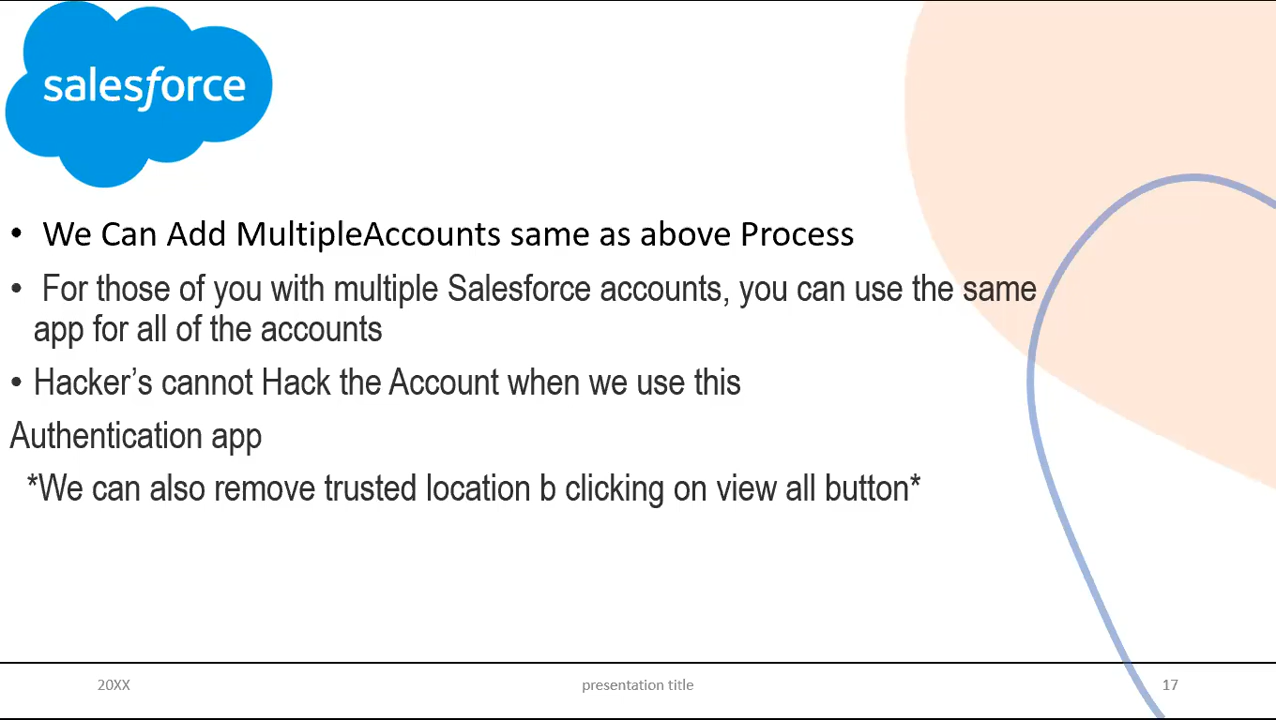 salesforce
• We Can Add MultipleAccounts same as above Process
• For those of you with multiple Salesforce accounts, you can use the same
app for all of the accounts
• Hacker’s cannot Hack the Account when we use this
Authentication app
*We can also remove trusted location b clicking on view all button*
20XX
presentation title
17